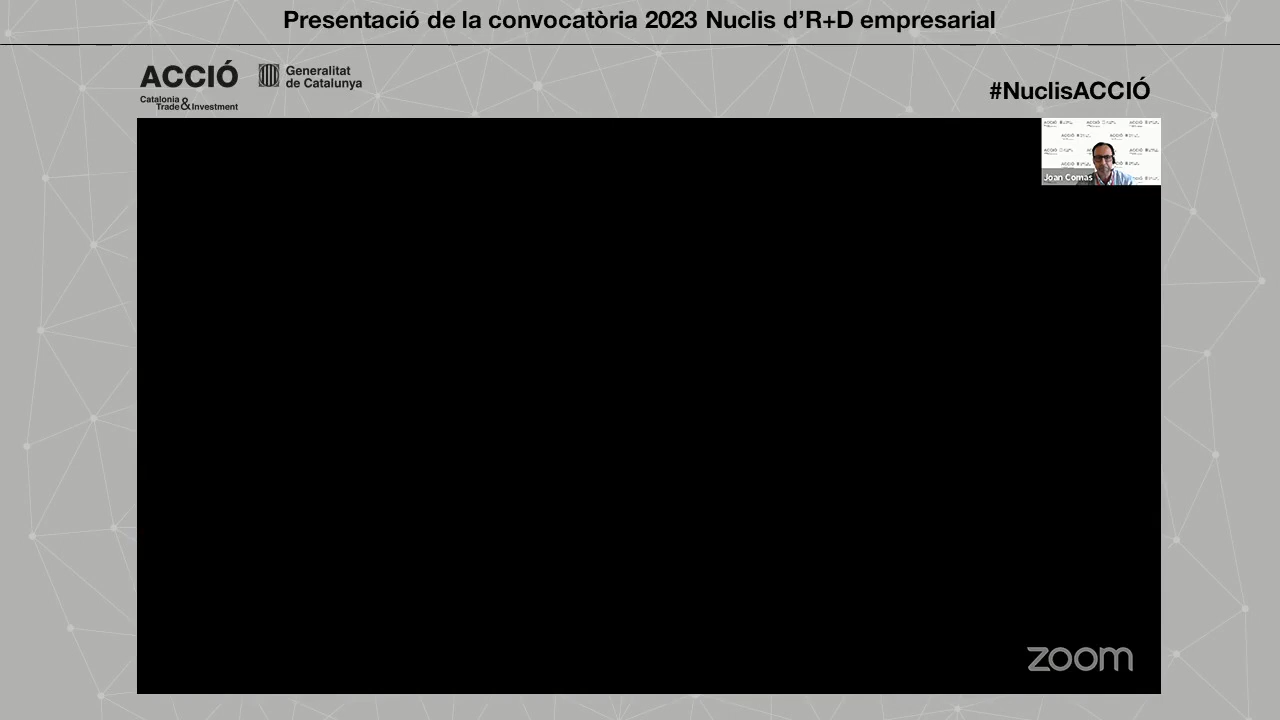 Presentació de la convocatòria 2023 Nuclis d'R+D empresarial
ACCIÓ
Catalonia
Trade & Investment
Generalitat
de Catalunya
#NuclisACCIÓ
Joan Comas
zoom